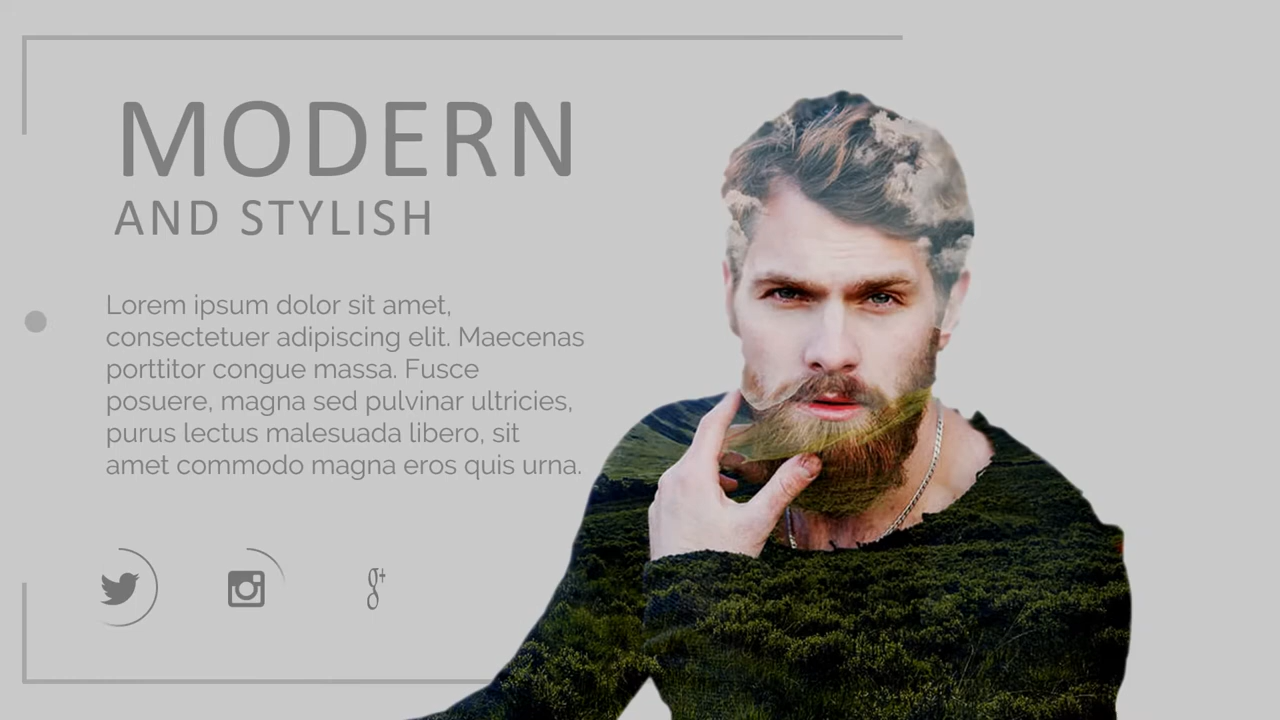 MODERN
AND STYLISH
Lorem ipsum dolor sit amet,
consectetuer adipiscing elit. Maecenas
porttitor congue massa. Fusce
posuere, magna sed pulvinar ultricies,
purus lectus malesuada libero, sit
amet commodo magna eros quis urna.
g+